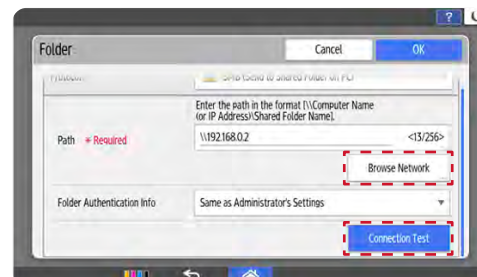 ?
Folder
Cancel
OK
Protocol
SMB (Send to Shared Folder on PC)
Enter the path in the format [\\Computer Name
(or IP Address)\Shared Folder Name].
Path * Required
\\192.168.0.2
<13/256>
Browse Network
Folder Authentication Info
Same as Administrator's Settings
Connection Test